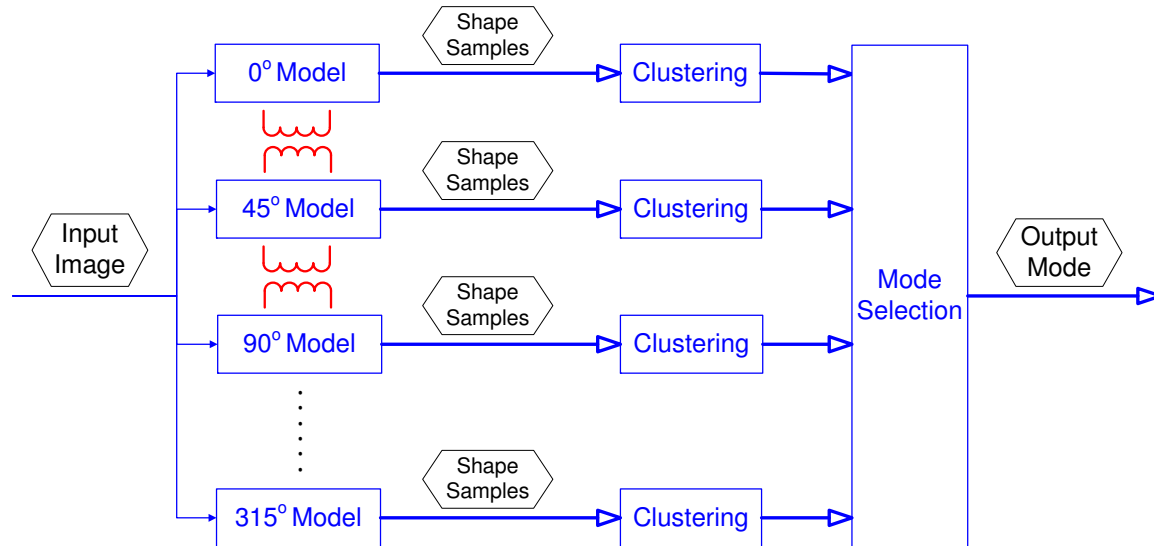 Shape
Samples
0° Model
Clustering
Shape
Samples
45° Model
Clustering
Input
Image
Output
Mode
Mode
Selection
Shape
Samples
90° Model
Clustering
Shape
Samples
315° Model
Clustering